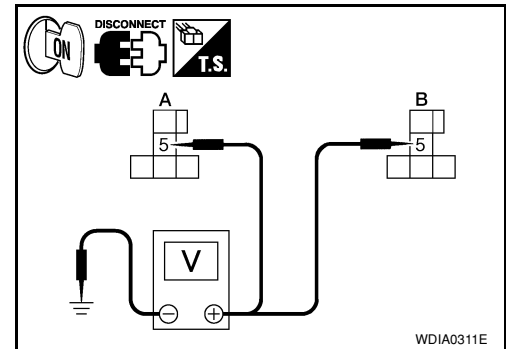 DISCONNECT
ON
T.S.
A
B
5
5
V
− +
WDIA0311E